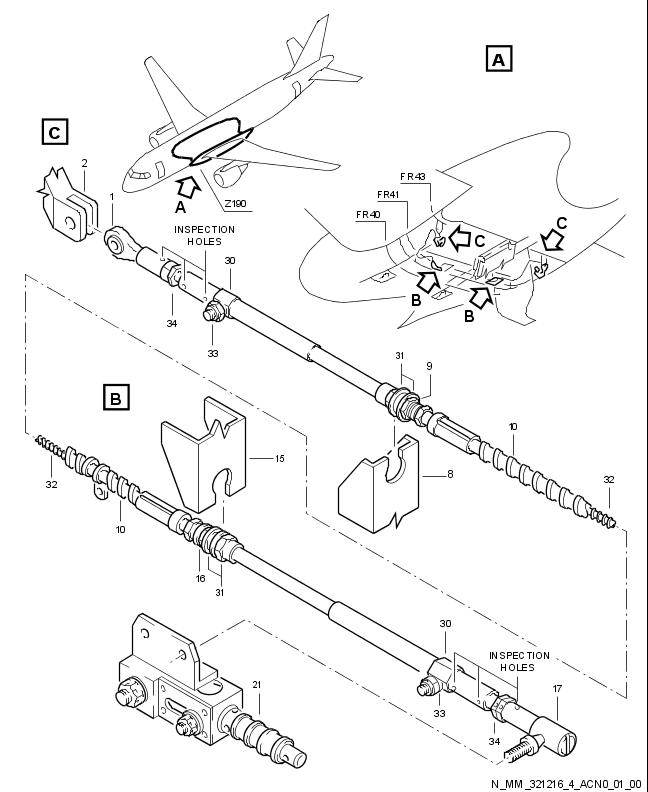 A
C
2
1
A
Z190
FR43
FR41
FR40
C
C
B
B
INSPECTION
HOLES
30
34
33
31
9
B
10
15
8
32
32
10
16
31
30
INSPECTION
HOLES
21
17
33
34
N_MM_321216_4_ACN0_01_00